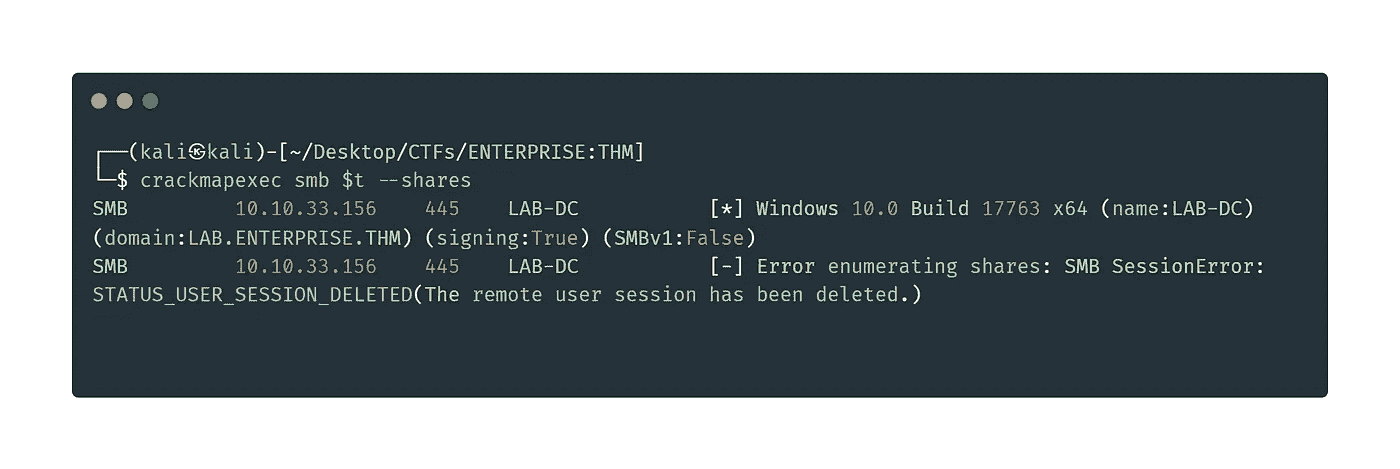 ┌──(kali㉿kali)-[~/Desktop/CTFs/ENTERPRISE:THM]
└─$ crackmapexec smb $t --shares
SMB         10.10.33.156    445    LAB-DC           [*] Windows 10.0 Build 17763 x64 (name:LAB-DC)
(domain:LAB.ENTERPRISE.THM) (signing:True) (SMBv1:False)
SMB         10.10.33.156    445    LAB-DC           [-] Error enumerating shares: SMB SessionError:
STATUS_USER_SESSION_DELETED(The remote user session has been deleted.)